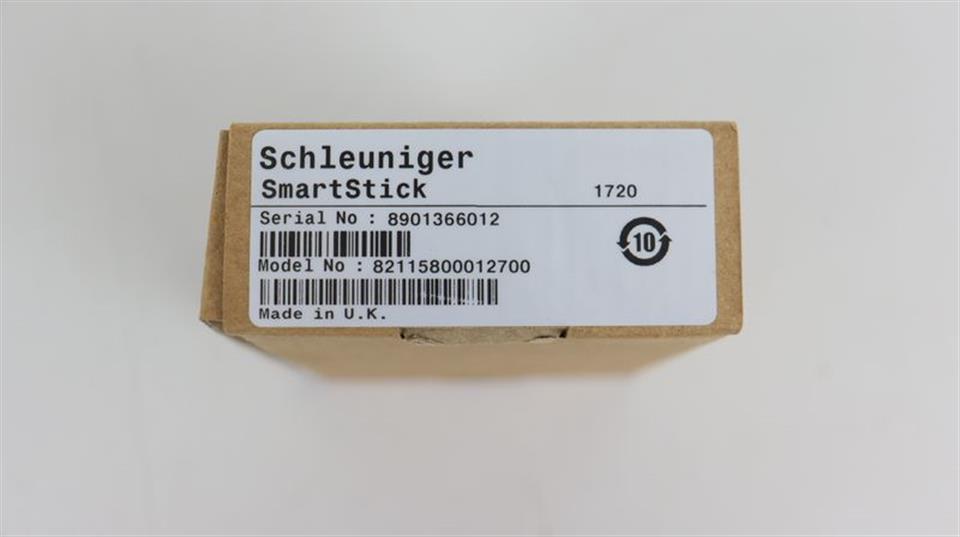 Schleuniger
SmartStick 1720
Serial No : 8901366012
10
Model No : 82115800012700
Made in U.K.